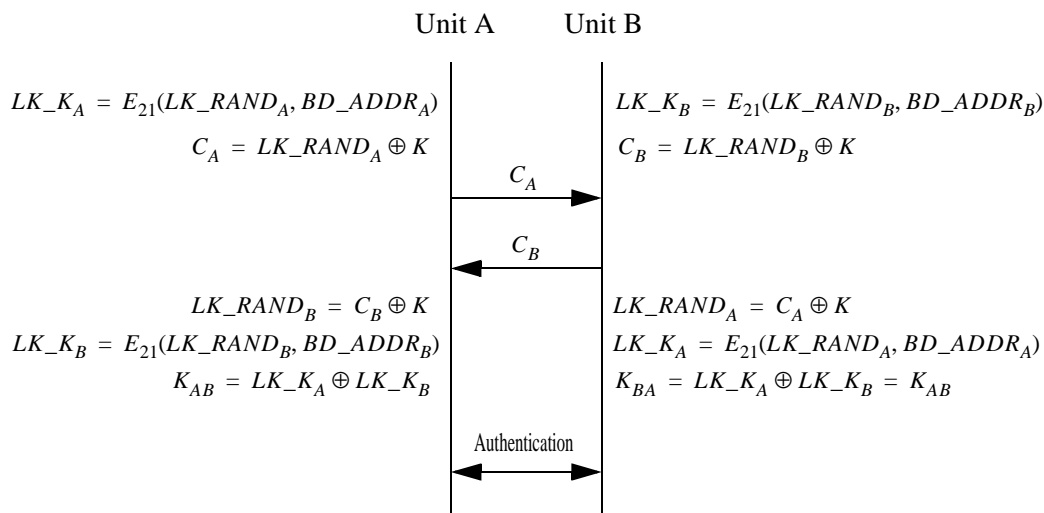 Unit A Unit B
LK_K_A = E_21(LK_RAND_A, BD_ADDR_A) LK_K_B = E_21(LK_RAND_B, BD_ADDR_B)
C_A = LK_RAND_A ⊕ K C_B = LK_RAND_B ⊕ K
C_A
C_B
LK_RAND_B = C_B ⊕ K LK_RAND_A = C_A ⊕ K
LK_K_B = E_21(LK_RAND_B, BD_ADDR_B) LK_K_A = E_21(LK_RAND_A, BD_ADDR_A)
K_AB = LK_K_A ⊕ LK_K_B K_BA = LK_K_A ⊕ LK_K_B = K_AB
Authentication